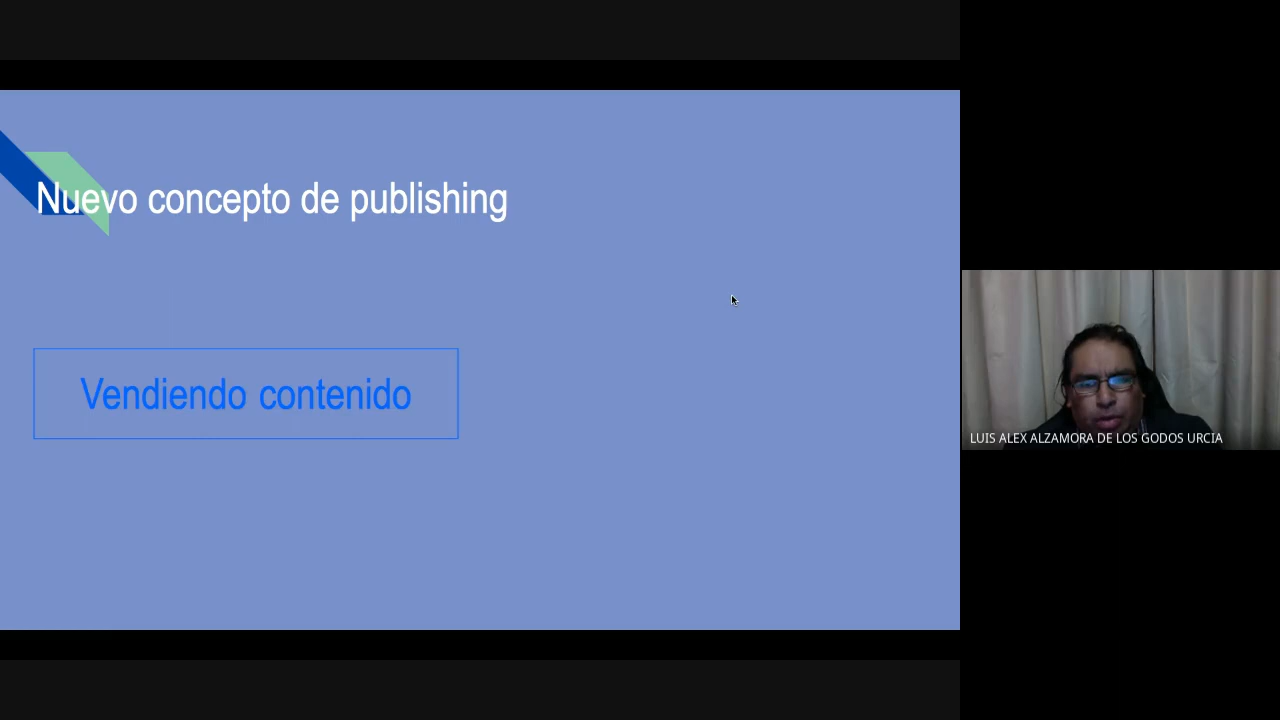 Nuevo concepto de publishing
Vendiendo contenido
LUIS ALEX ALZAMORA DE LOS GODOS URCIA